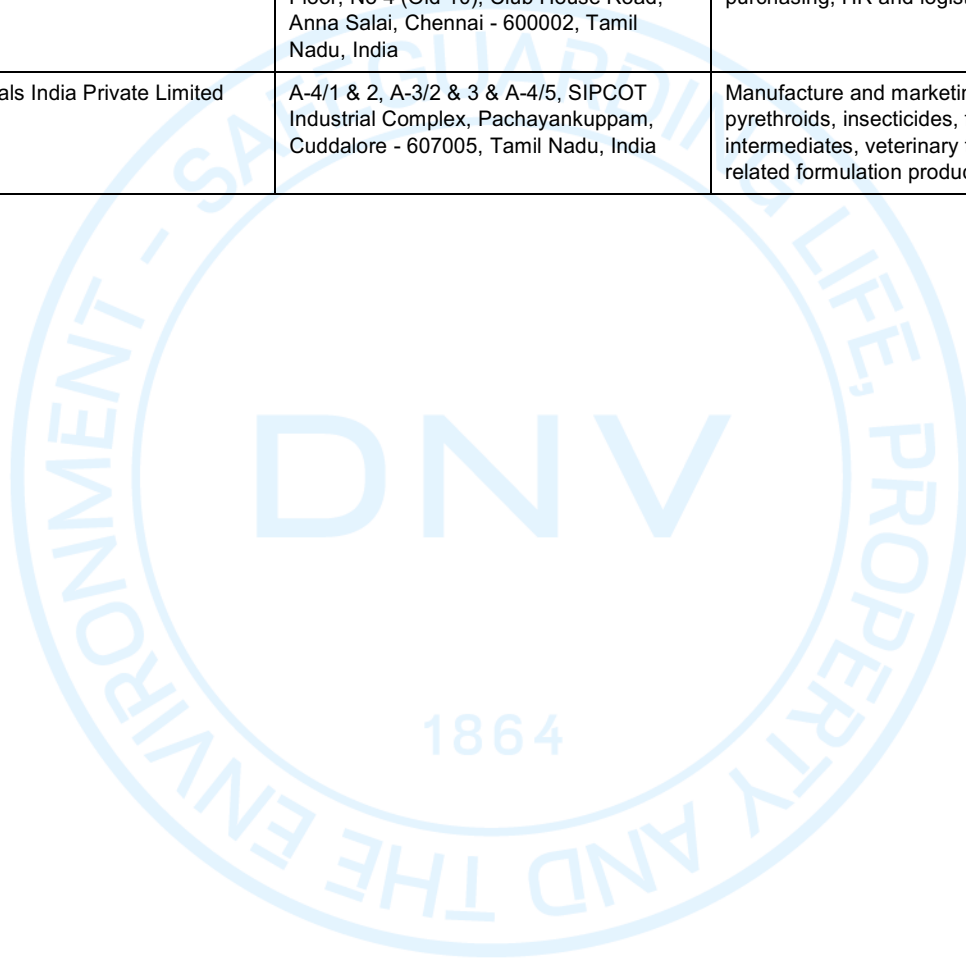 Anna Salai, Chennai - 600002, Tamil
Nadu, India
als India Private Limited
A-4/1 & 2, A-3/2 & 3 & A-4/5, SIPCOT
Industrial Complex, Pachayankuppam,
Cuddalore - 607005, Tamil Nadu, India
Manufacture and marketin
pyrethroids, insecticides,
intermediates, veterinary
related formulation produc
SAFEGUARDING LIFE, PROPERTY AND THE ENVIRONMENT -
DNV
1864